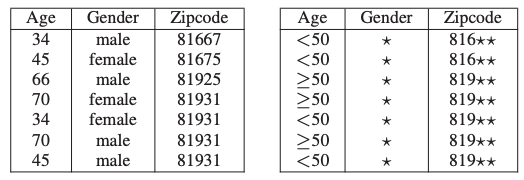 Age Gender Zipcode Age Gender Zipcode
34 male 81667 <50 ⋆ 816⋆⋆
45 female 81675 <50 ⋆ 816⋆⋆
66 male 81925 ≥50 ⋆ 819⋆⋆
70 female 81931 ≥50 ⋆ 819⋆⋆
34 female 81931 <50 ⋆ 819⋆⋆
70 male 81931 ≥50 ⋆ 819⋆⋆
45 male 81931 <50 ⋆ 819⋆⋆